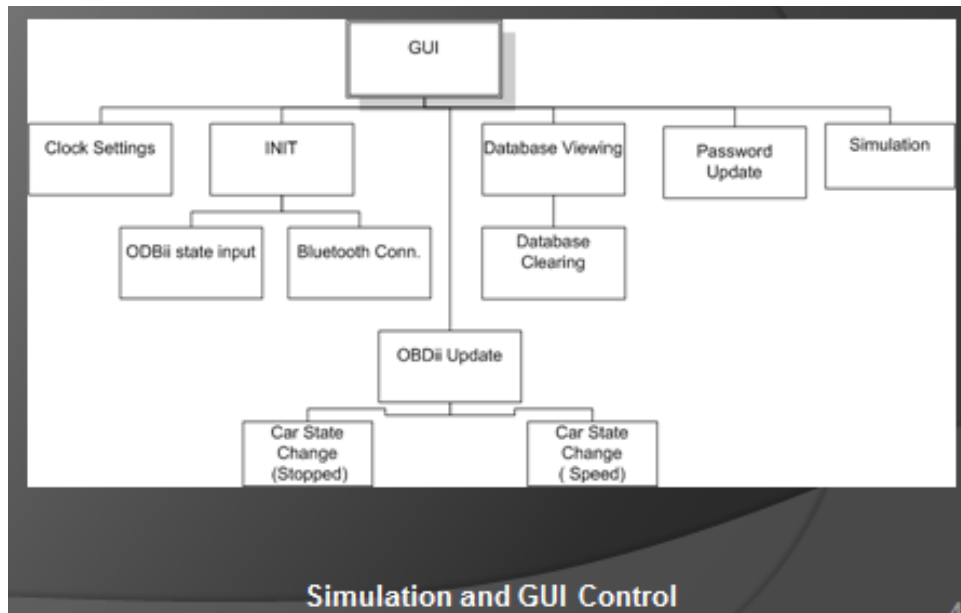 GUI
Clock Settings
INIT
Database Viewing
Password
Update
Simulation
ODBii state input
Bluetooth Conn.
Database
Clearing
OBDii Update
Car State
Change
(Stopped)
Car State
Change
( Speed)
Simulation and GUI Control